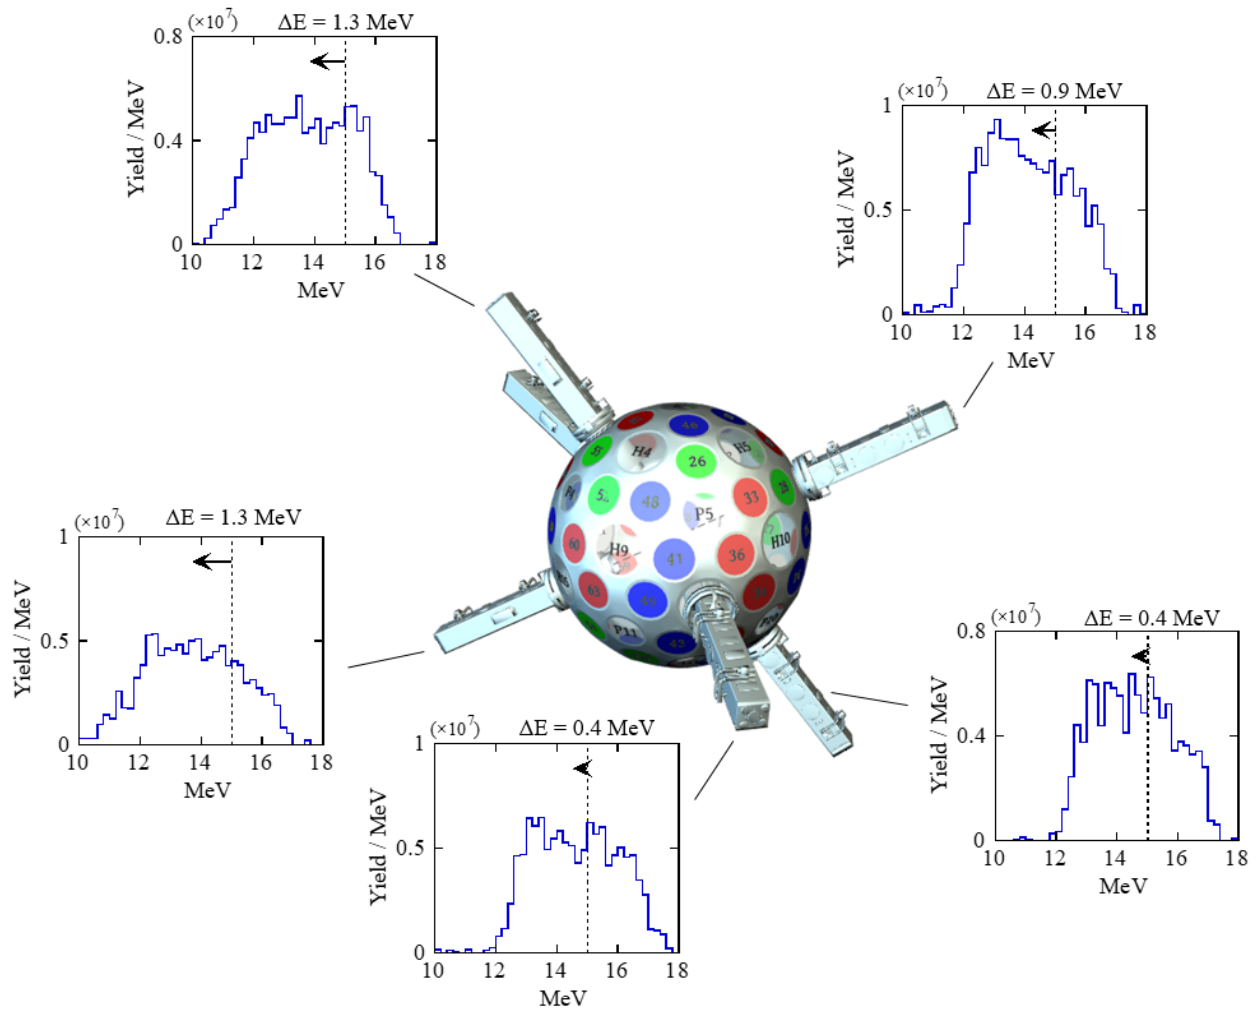 (×10⁷) ΔE = 1.3 MeV
0.8
0.4
0
Yield / MeV
10 12 14 16 18
MeV
(×10⁷) ΔE = 0.9 MeV
1
0.5
0
Yield / MeV
10 12 14 16 18
MeV
46
H4
26
H5
48
P5
33
60
H9
41
36
H10
63
P11
(×10⁷) ΔE = 1.3 MeV
1
0.5
0
Yield / MeV
10 12 14 16 18
MeV
(×10⁷) ΔE = 0.4 MeV
1
0.5
0
Yield / MeV
10 12 14 16 18
MeV
(×10⁷) ΔE = 0.4 MeV
0.8
0.4
0
Yield / MeV
10 12 14 16 18
MeV